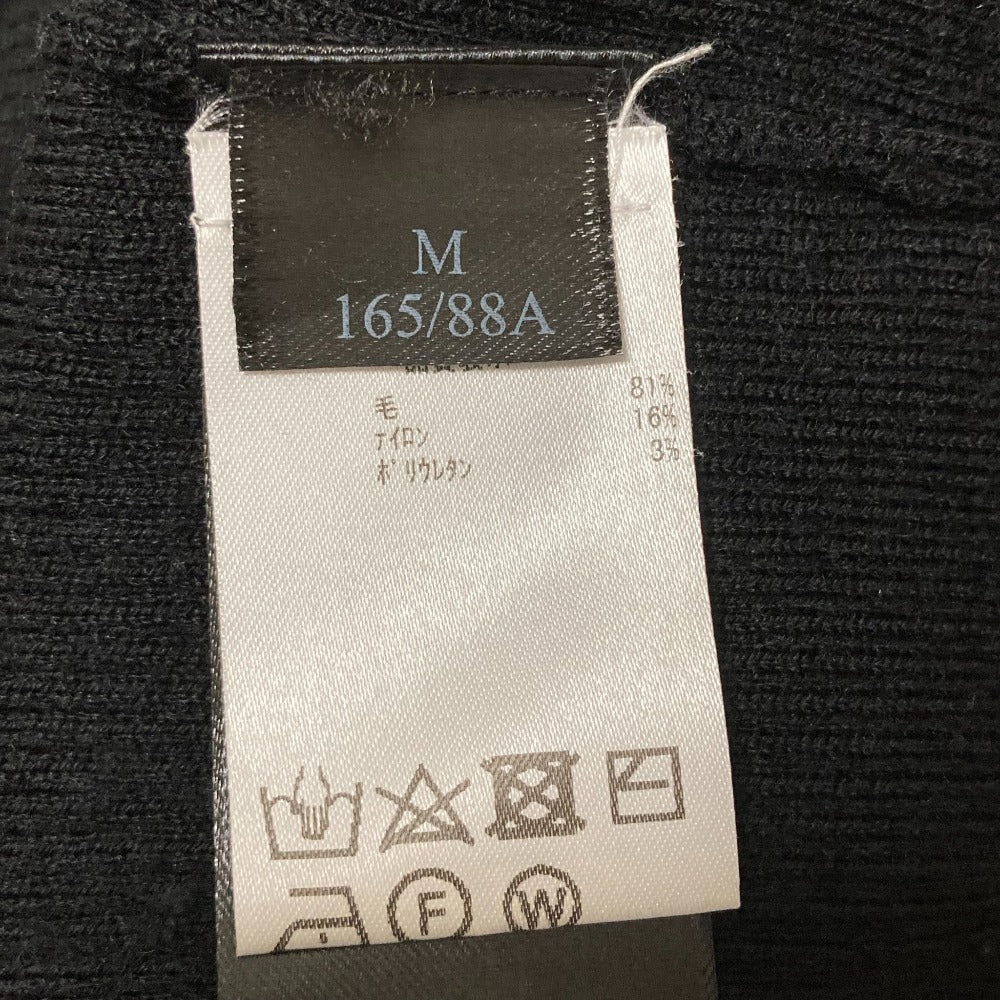 M
165/88A
毛 81%
ナイロン 16%
ポリウレタン 3%
F W